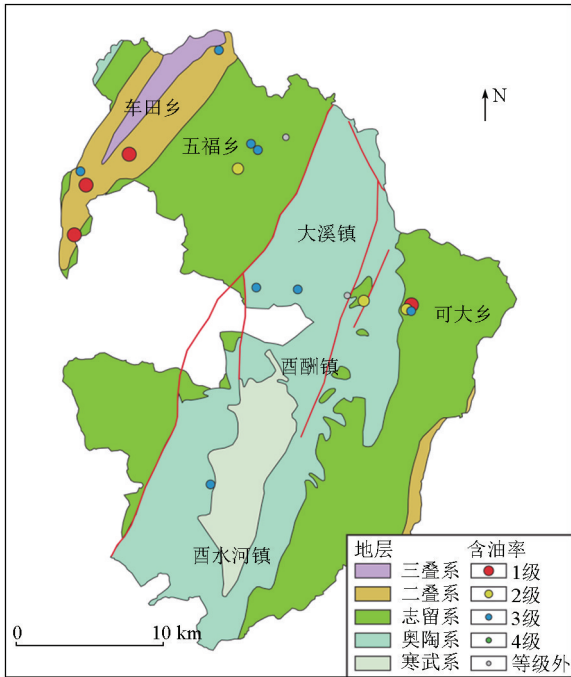 车田乡
五福乡
N
大溪镇
可大乡
酉酬镇
酉水河镇
地层 含油率
三叠系 1级
二叠系 2级
志留系 3级
奥陶系 4级
寒武系 等级外
0 10 km